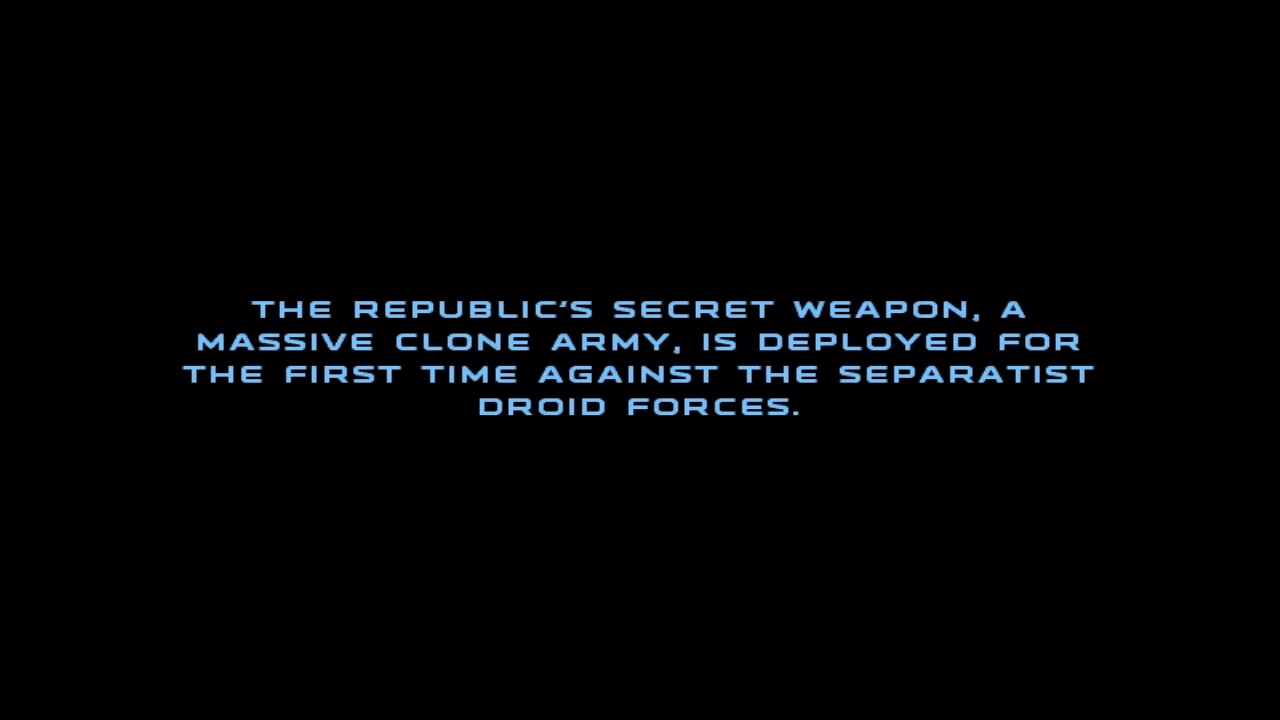 THE REPUBLIC'S SECRET WEAPON, A
MASSIVE CLONE ARMY, IS DEPLOYED FOR
THE FIRST TIME AGAINST THE SEPARATIST
DROID FORCES.